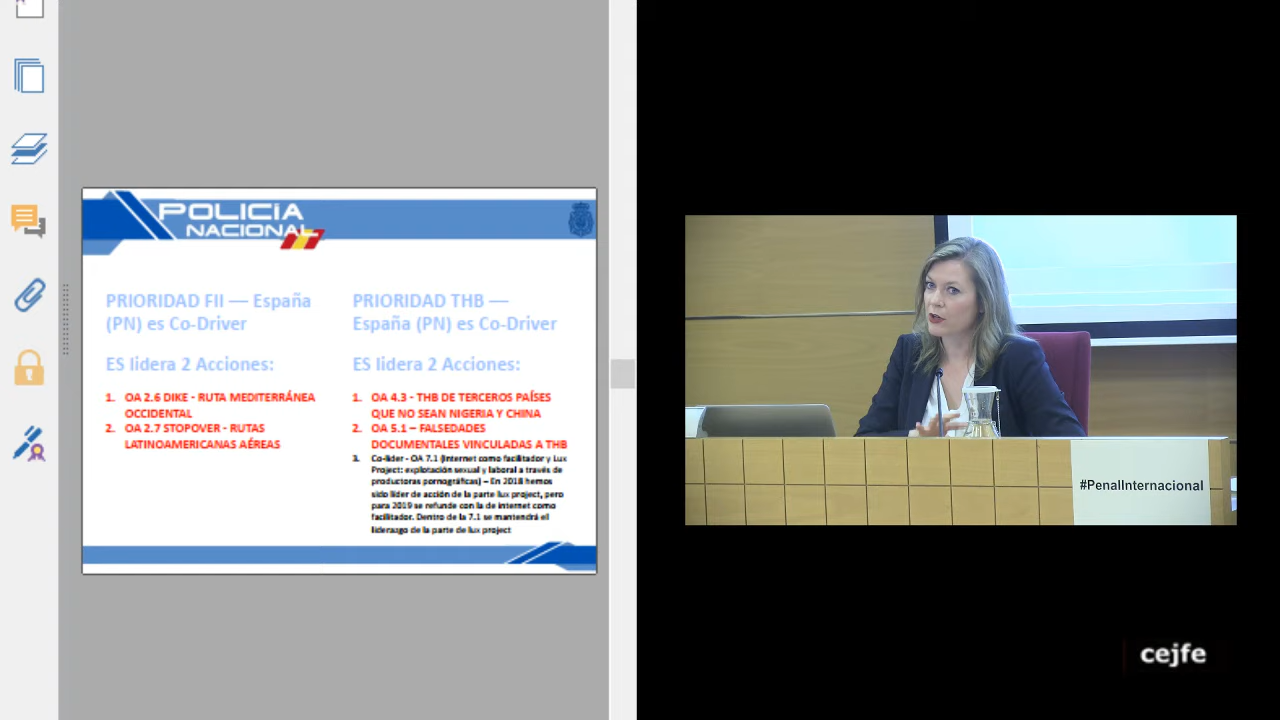 POLICIA
NACIONAL
PRIORIDAD FII — España
(PN) es Co-Driver
ES lidera 2 Acciones:
1. OA 2.6 DIKE - RUTA MEDITERRÁNEA
OCCIDENTAL
2. OA 2.7 STOPOVER - RUTAS
LATINOAMERICANAS AÉREAS
PRIORIDAD THB —
España (PN) es Co-Driver
ES lidera 2 Acciones:
1. OA 4.3 - THB DE TERCEROS PAÍSES
QUE NO SEAN NIGERIA Y CHINA
2. OA 5.1 – FALSEDADES
DOCUMENTALES VINCULADAS A THB
3. Co-lider - OA 7.1 (Internet como facilitador y Lux
Project: explotación sexual y laboral a través de
productoras pornográficas) – En 2018 hemos
sido líder de acción de la parte lux project, pero
para 2019 se refunde con la de internet como
facilitador. Dentro de la 7.1 se mantendrá el
liderazgo de la parte de lux project
#PenalInternacional
cejfe